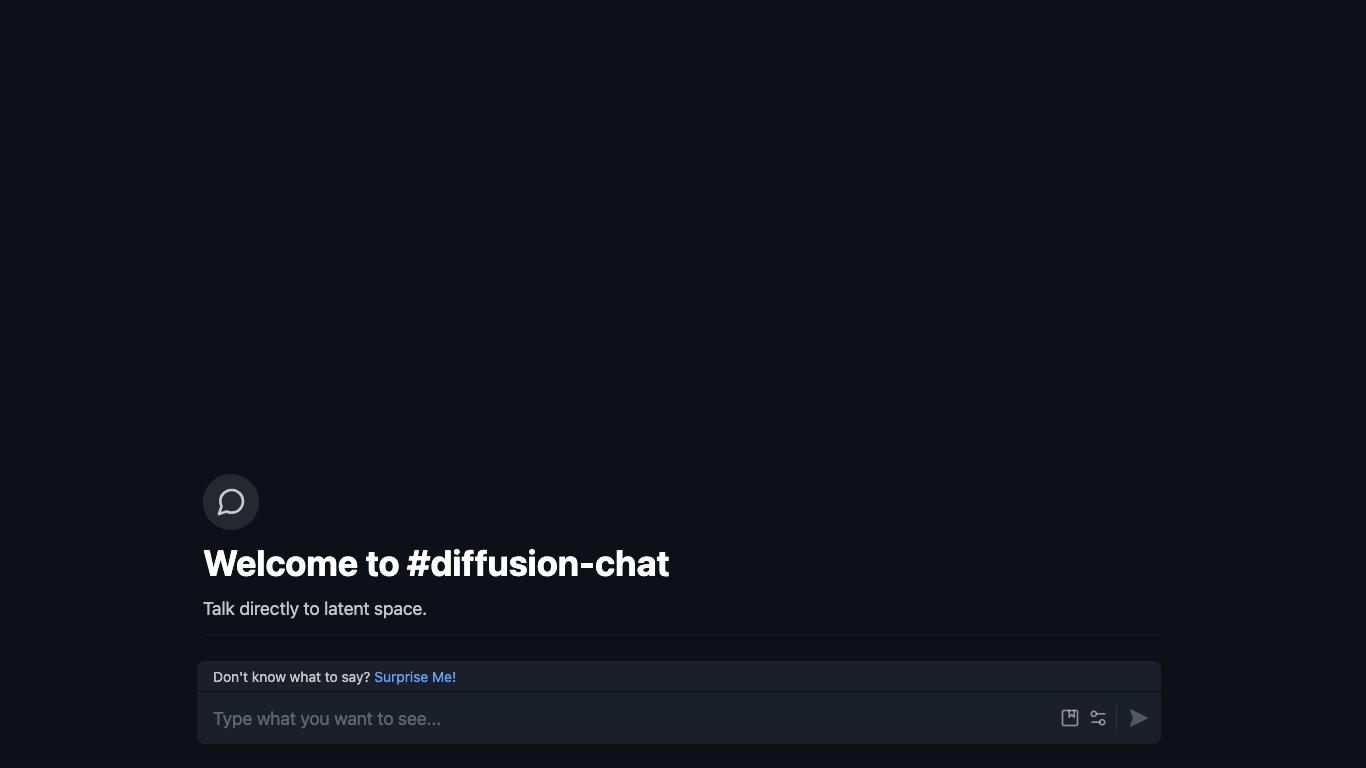 Welcome to #diffusion-chat
Talk directly to latent space.
Don't know what to say? Surprise Me!
Type what you want to see...